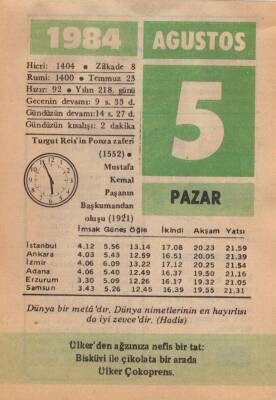 1984 AĞUSTOS
Hicri: 1404 • Zilkade 8
Rumi: 1400 • Temmuz 23
Hızır: 92 • Yılın 218. günü
Gecenin devamı: 9 s. 33 d.
Gündüzün devamı:14 s. 27 d.
Gündüzün kısalışı: 2 dakika
5
PAZAR
Turgut Reis'in Ponza zaferi
(1552) •
Mustafa
Kemal
Paşanın
Başkumandan
oluşu (1921)
İmsak Güneş Öğle İkindi Akşam Yatsı
İstanbul 4.12 5.56 13.14 17.08 20.23 21.59
Ankara 4.03 5.43 12.59 16.51 20.05 21.39
İzmir 4.06 6.09 13.22 17.12 20.25 21.54
Adana 4.06 5.40 12.49 16.37 19.50 21.16
Erzurum 3.30 5.09 12.26 16.17 19.32 21.05
Samsun 3.43 5.26 12.45 16.39 19.55 21.31
Dünya bir metâ'dır. Dünya nimetlerinin en hayırlısı
da iyi zevce'dir. (Hadis)
Ülker'den ağzınıza nefis bir tat:
Bisküvi ile çikolata bir arada
Ülker Çokoprens.